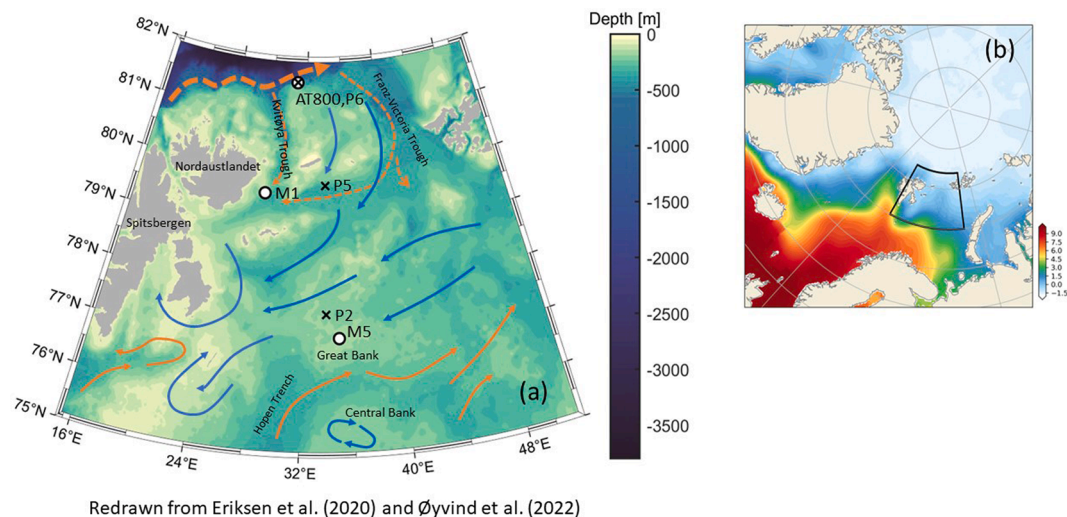 82°N
81°N
80°N
79°N
78°N
77°N
76°N
75°N
16°E
24°E
32°E
40°E
48°E
AT800,P6
Kvitøya Trough
Franz-Victoria Trough
Nordaustlandet
M1
P5
Spitsbergen
P2
M5
Great Bank
Hopen Trench
Central Bank
(a)
Depth [m]
0
-500
-1000
-1500
-2000
-2500
-3000
-3500
(b)
9.0
7.5
6.0
4.5
3.0
1.5
0.0
−1.5
Redrawn from Eriksen et al. (2020) and Øyvind et al. (2022)